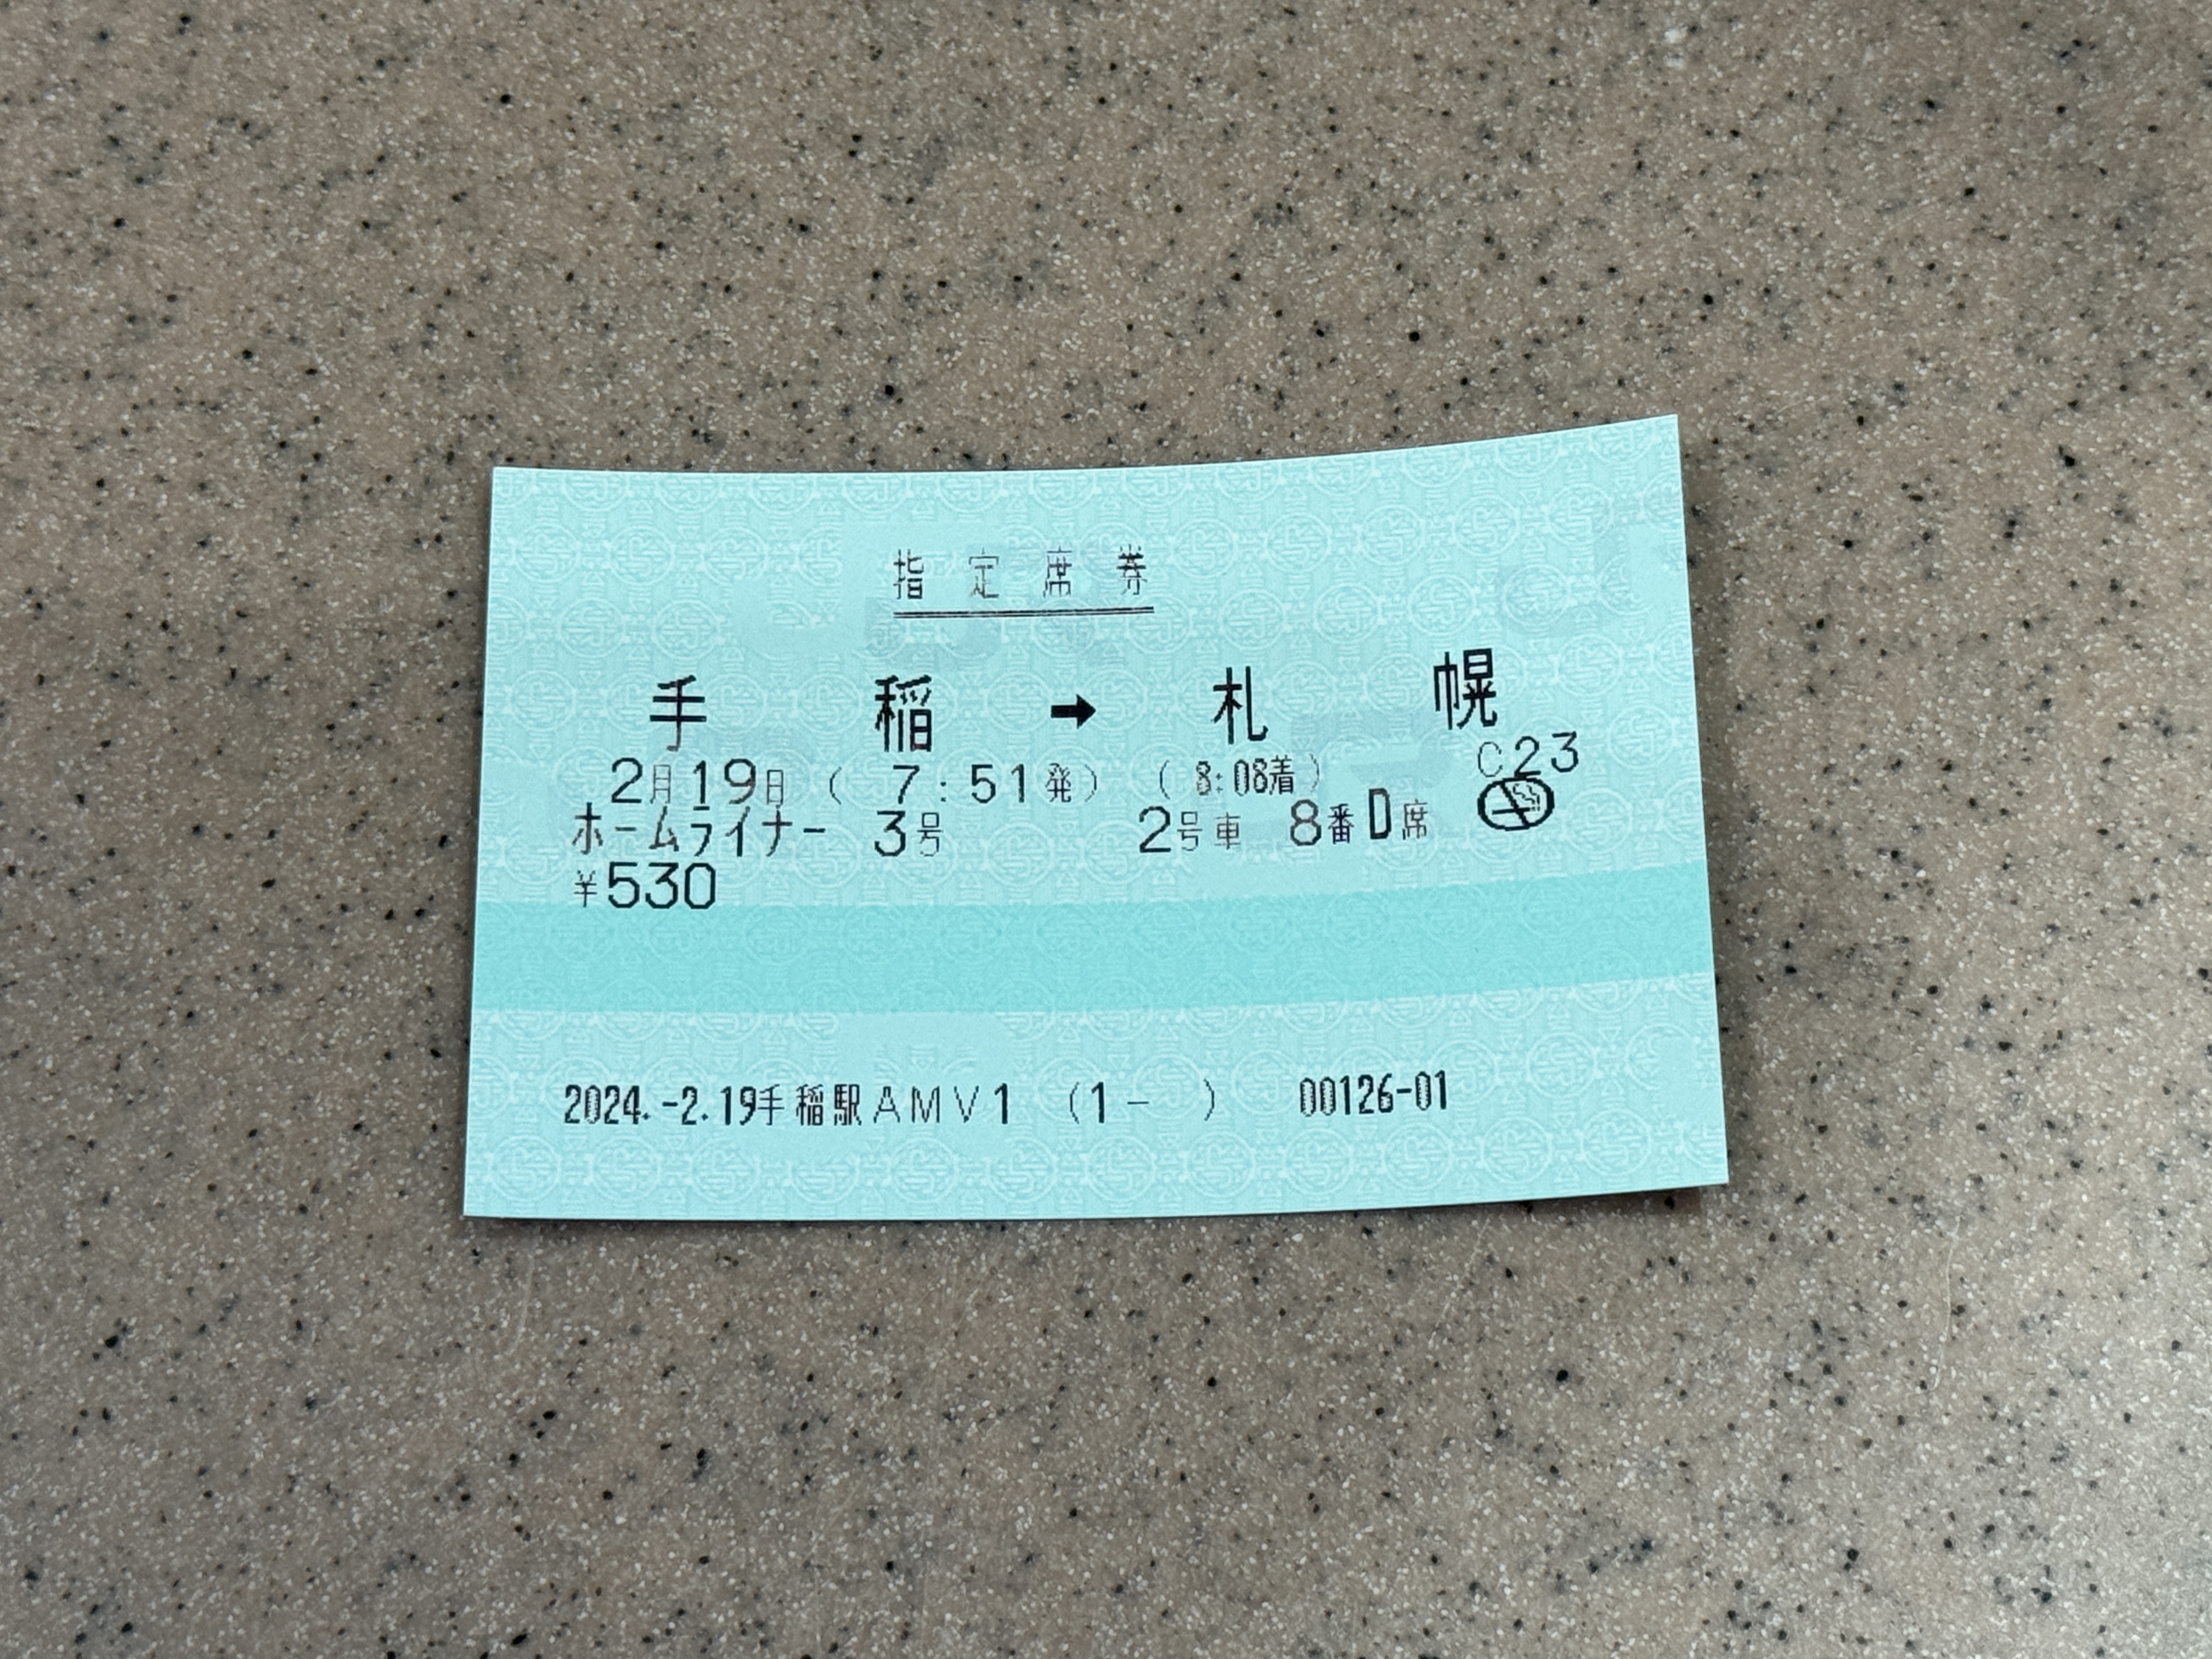 指定席券
手稲➡札幌
2月19日（ 7:51発）（8:08着） C23
ホームライナー 3号 2号車 8番D席
¥530
2024.-2.19手稲駅AMV1 （1- ） 00126-01